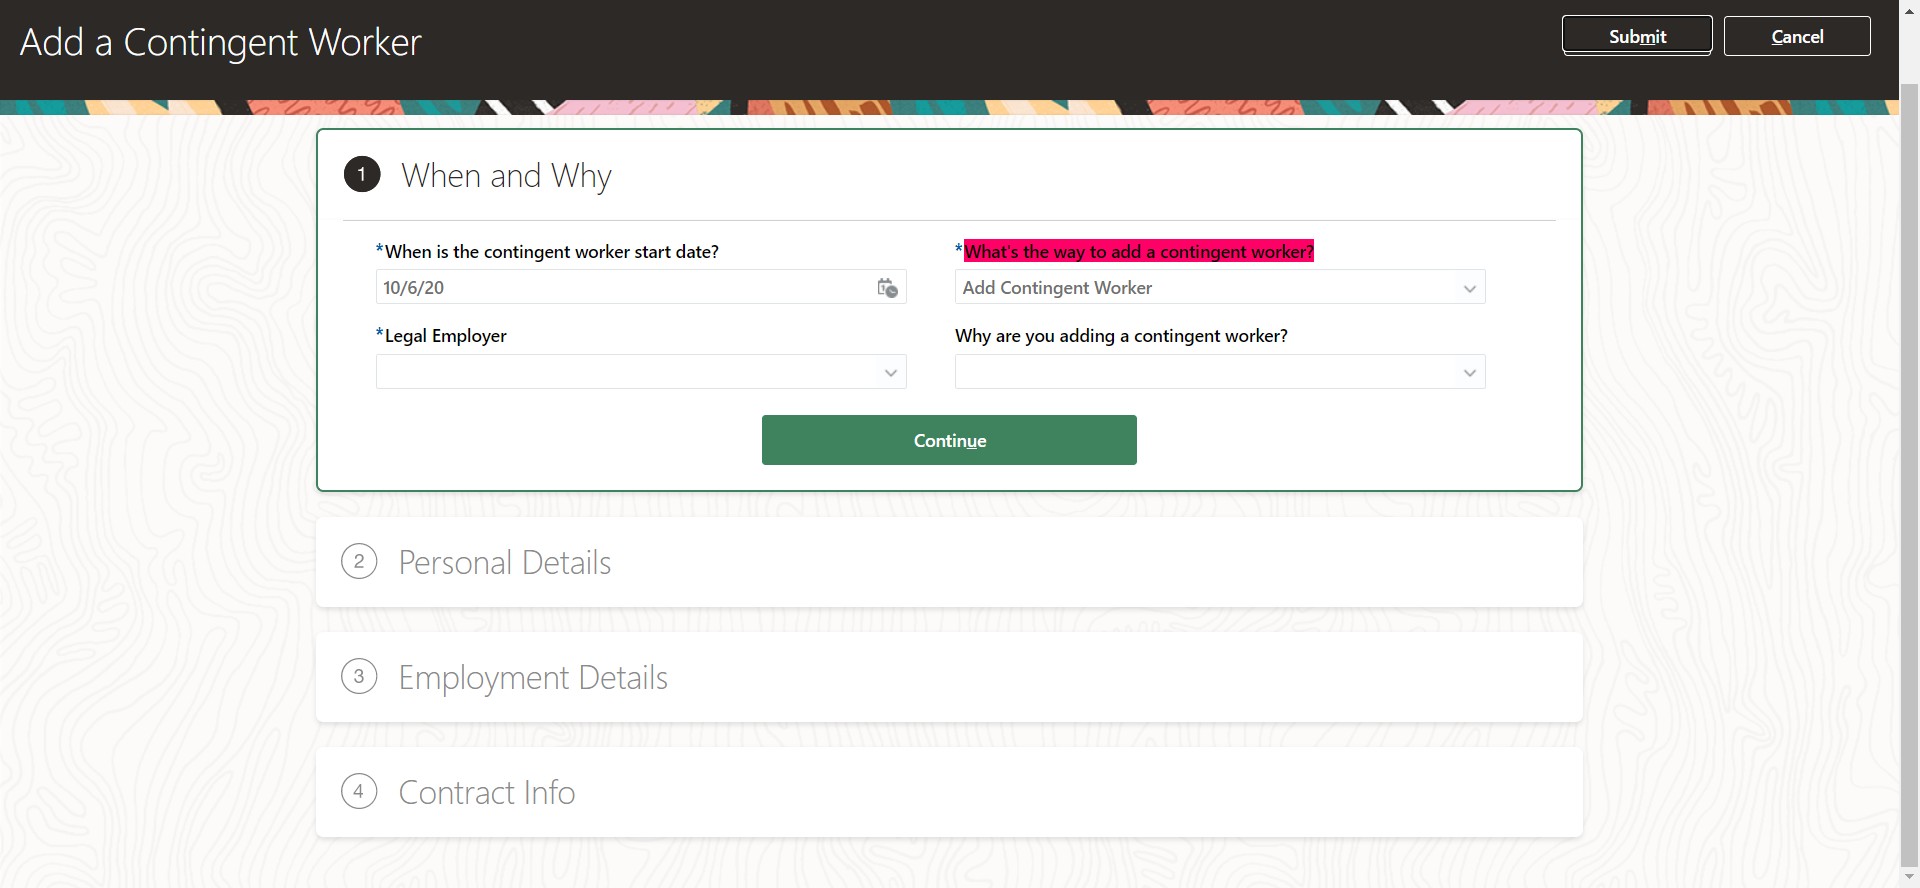 Add a Contingent Worker
Submit
Cancel
1
When and Why
*When is the contingent worker start date?
*What's the way to add a contingent worker?
10/6/20
Add Contingent Worker
*Legal Employer
Why are you adding a contingent worker?
Continue
2
Personal Details
3
Employment Details
4
Contract Info